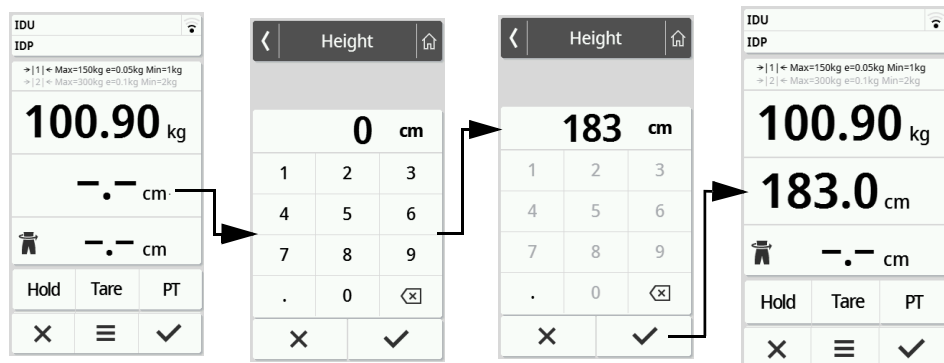 IDU
IDP
→|1|← Max=150kg e=0.05kg Min=1kg
→|2|← Max=300kg e=0.1kg Min=2kg
100.90 kg
–.– cm
–.– cm
Hold Tare PT
Height
0 cm
1 2 3
4 5 6
7 8 9
. 0
Height
183 cm
1 2 3
4 5 6
7 8 9
. 0
IDU
IDP
→|1|← Max=150kg e=0.05kg Min=1kg
→|2|← Max=300kg e=0.1kg Min=2kg
100.90 kg
183.0 cm
–.– cm
Hold Tare PT